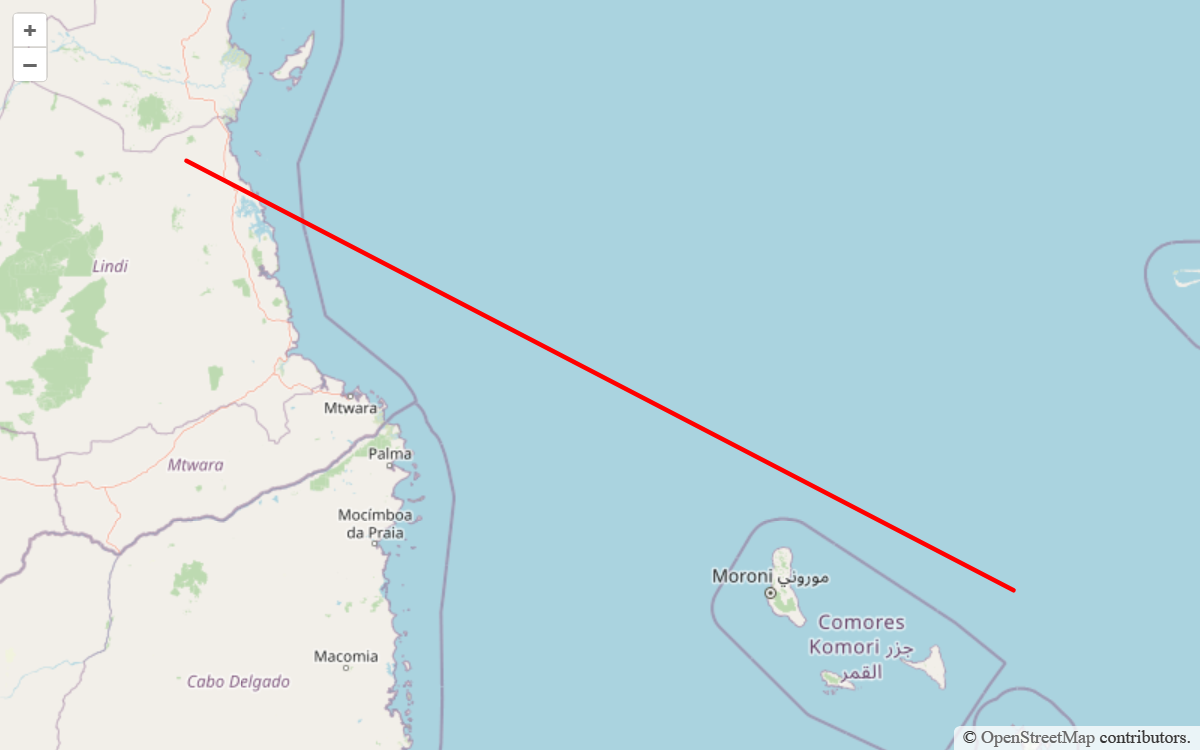 +
−
Lindi
Mtwara
Mtwara
Palma
Mocímboa
da Praia
Moroni موروني
Comores
Komori جزر
القمر
Macomia
Cabo Delgado
© OpenStreetMap contributors.